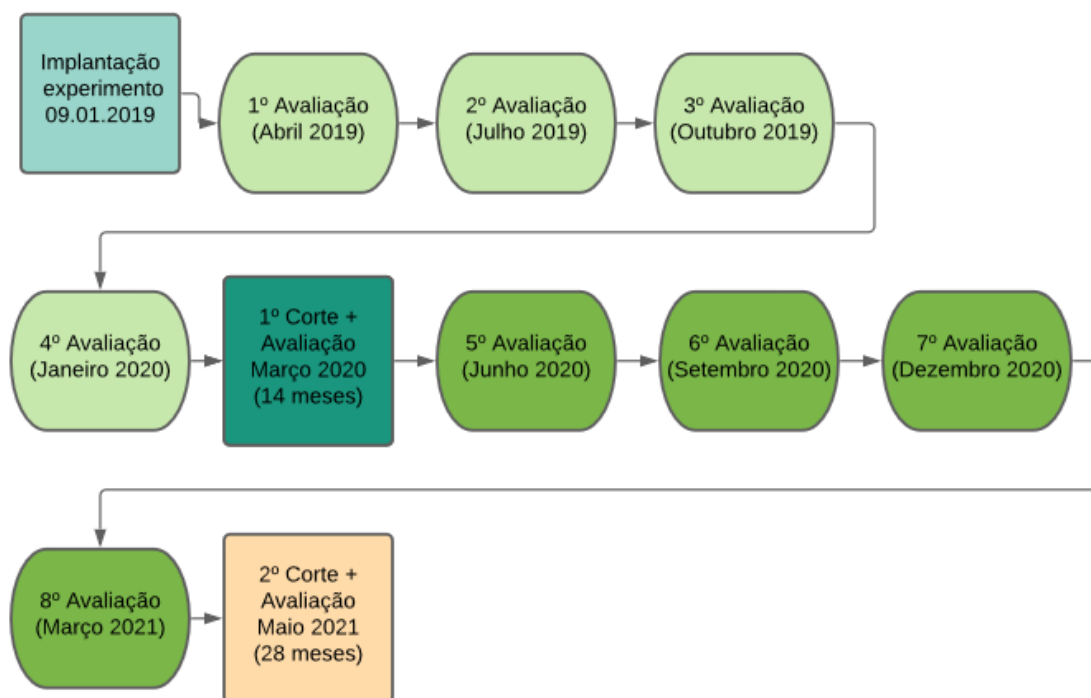 Implantação
experimento
09.01.2019
1º Avaliação
(Abril 2019)
2º Avaliação
(Julho 2019)
3º Avaliação
(Outubro 2019)
4º Avaliação
(Janeiro 2020)
1º Corte +
Avaliação
Março 2020
(14 meses)
5º Avaliação
(Junho 2020)
6º Avaliação
(Setembro 2020)
7º Avaliação
(Dezembro 2020)
8º Avaliação
(Março 2021)
2º Corte +
Avaliação
Maio 2021
(28 meses)